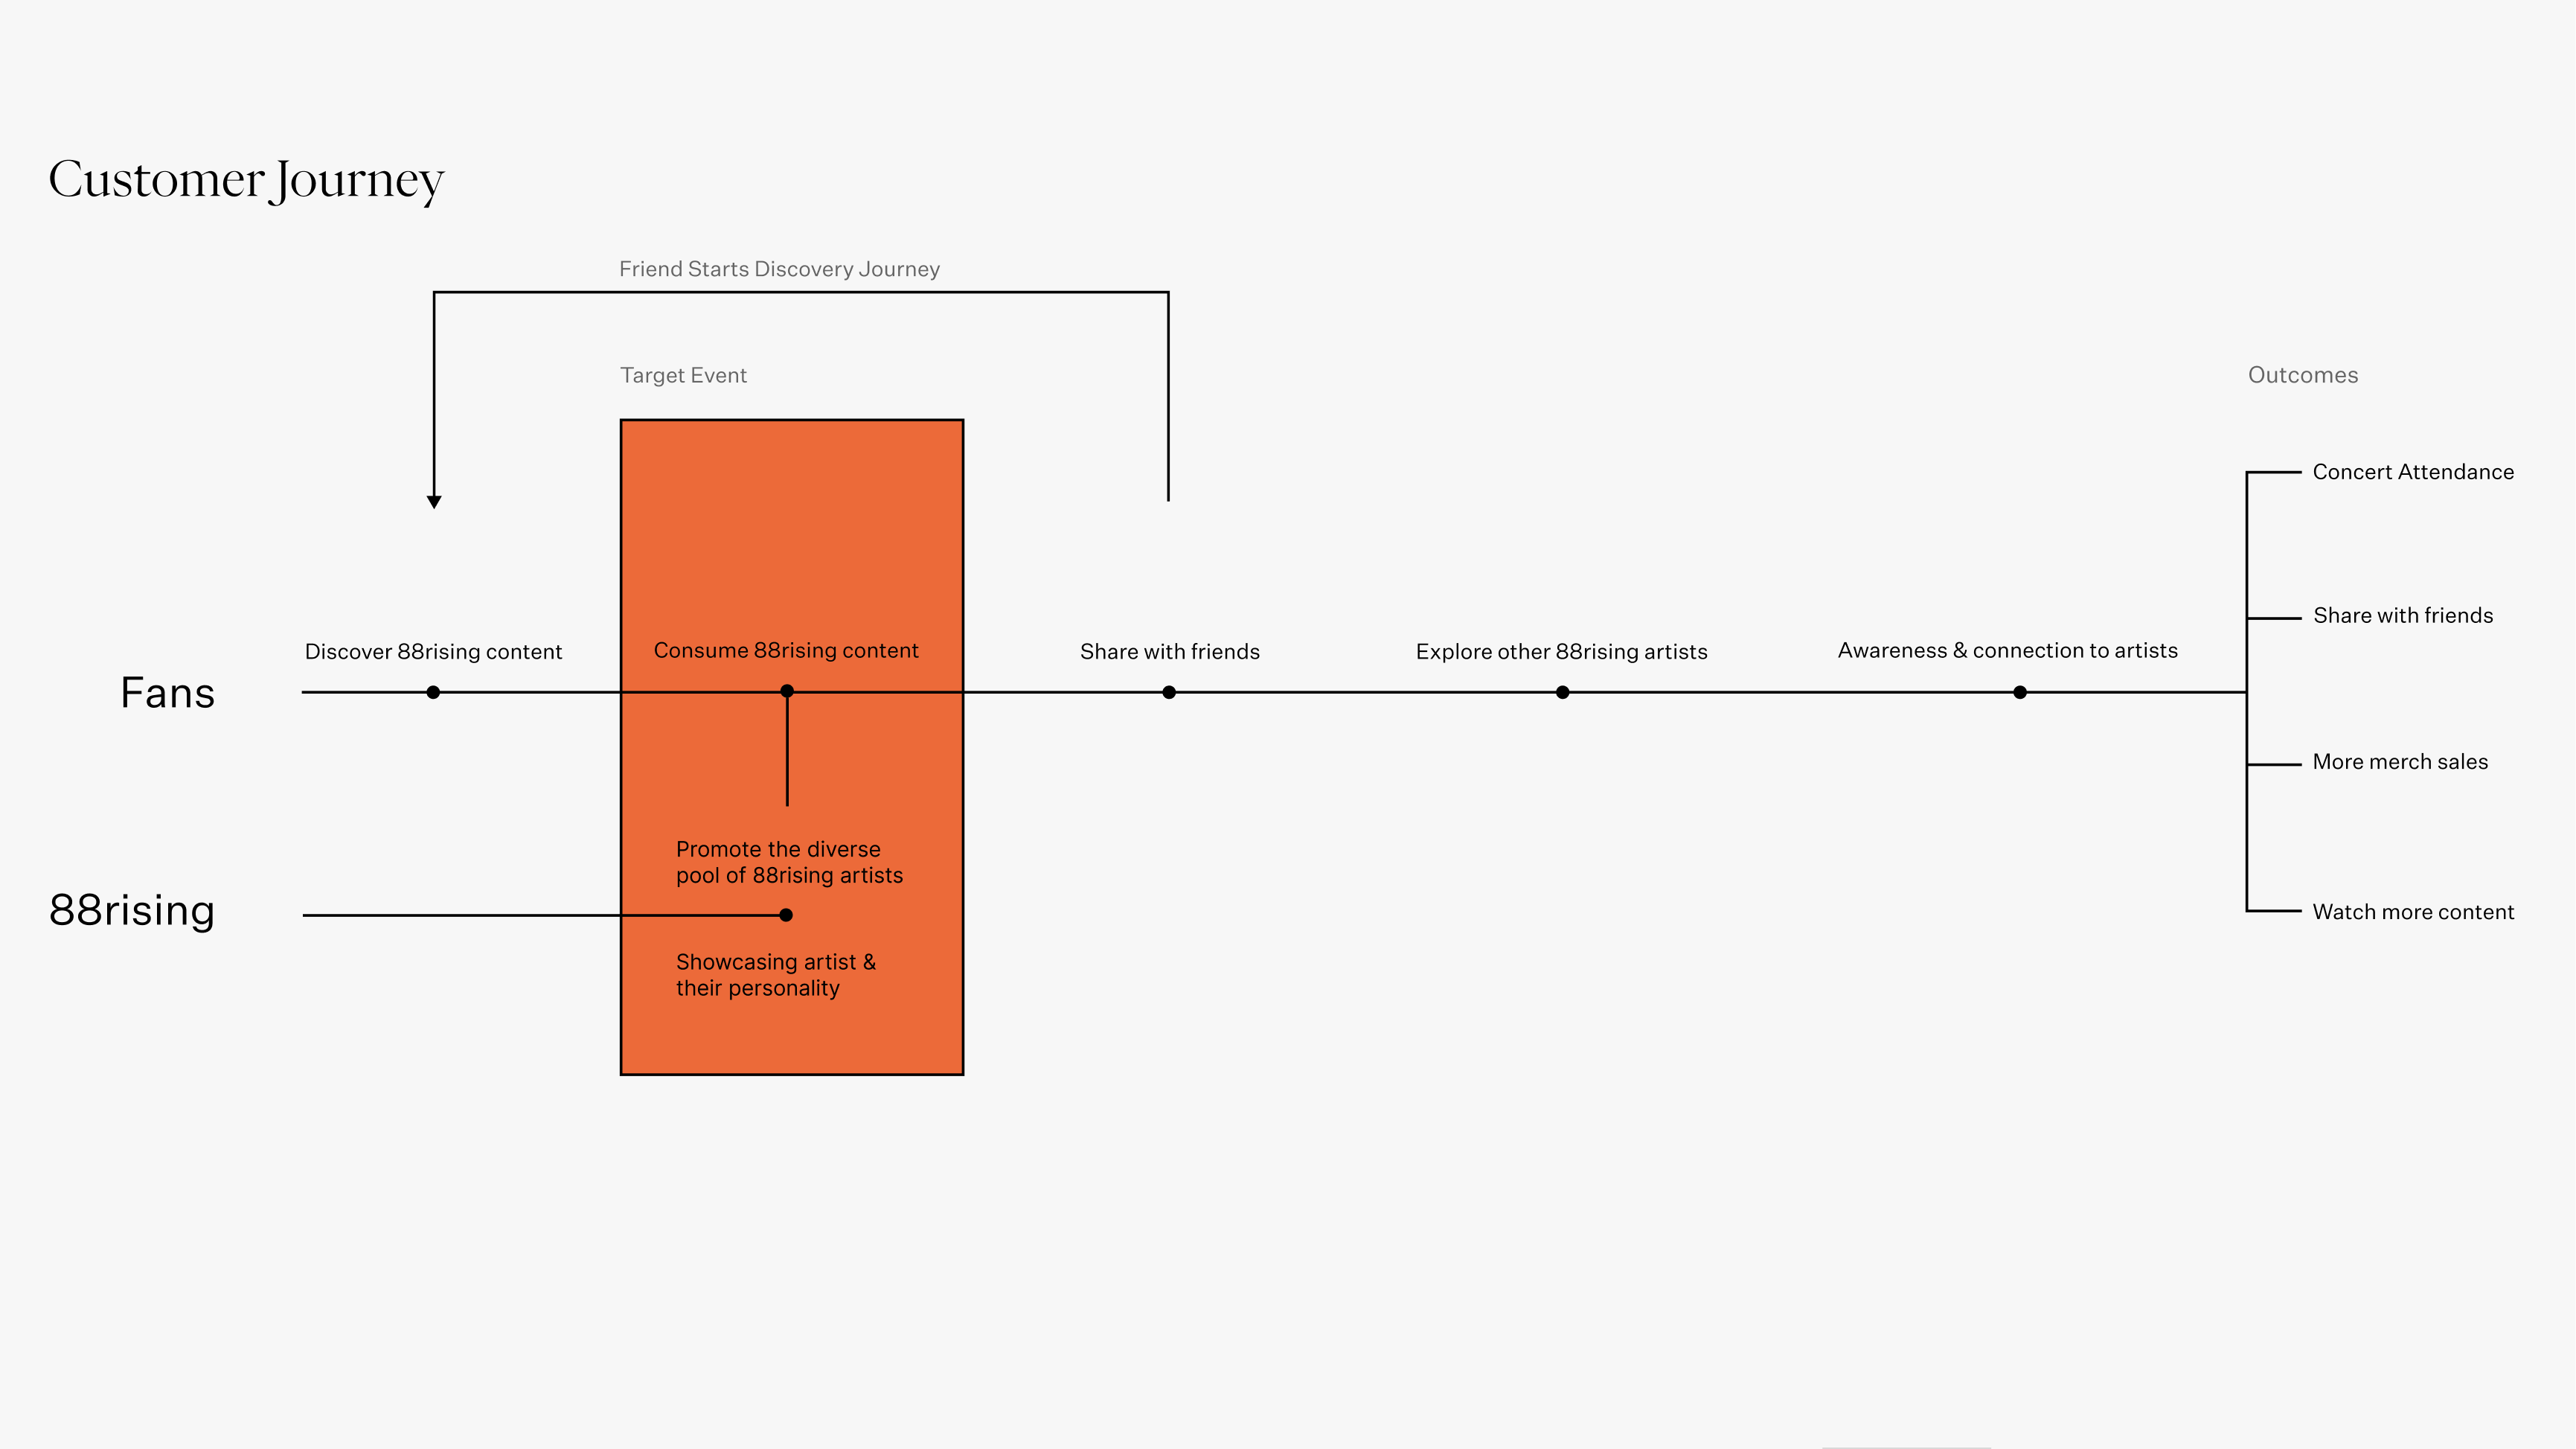 Customer Journey
Friend Starts Discovery Journey
Target Event
Outcomes
Concert Attendance
Share with friends
More merch sales
Watch more content
Fans
Discover 88rising content
Consume 88rising content
Share with friends
Explore other 88rising artists
Awareness & connection to artists
88rising
Promote the diverse
pool of 88rising artists
Showcasing artist &
their personality